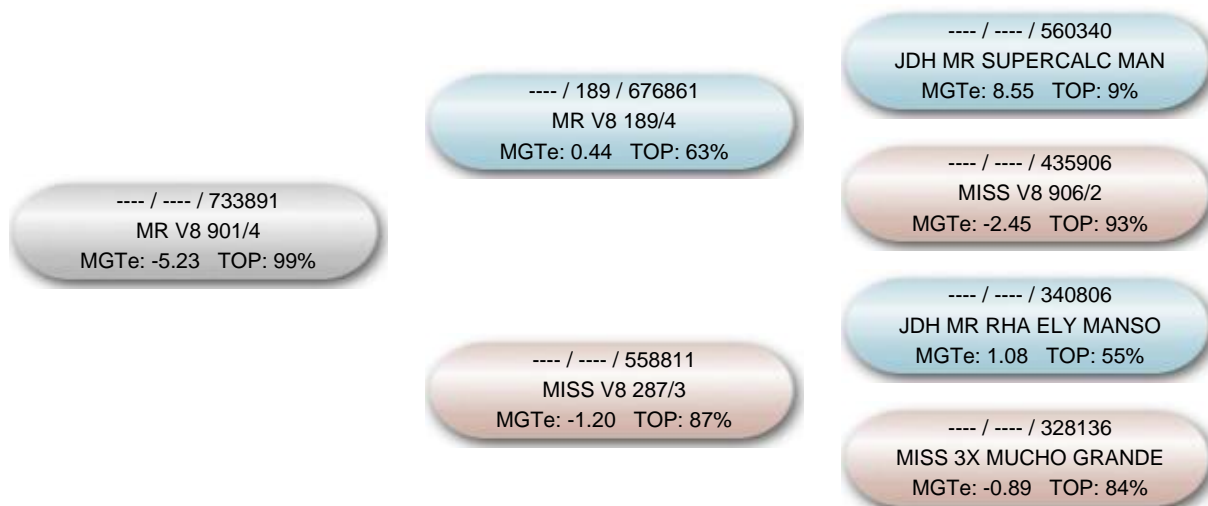 ---- / ---- / 733891
MR V8 901/4
MGTe: -5.23 TOP: 99%
---- / 189 / 676861
MR V8 189/4
MGTe: 0.44 TOP: 63%
---- / ---- / 558811
MISS V8 287/3
MGTe: -1.20 TOP: 87%
---- / ---- / 560340
JDH MR SUPERCALC MAN
MGTe: 8.55 TOP: 9%
---- / ---- / 435906
MISS V8 906/2
MGTe: -2.45 TOP: 93%
---- / ---- / 340806
JDH MR RHA ELY MANSO
MGTe: 1.08 TOP: 55%
---- / ---- / 328136
MISS 3X MUCHO GRANDE
MGTe: -0.89 TOP: 84%